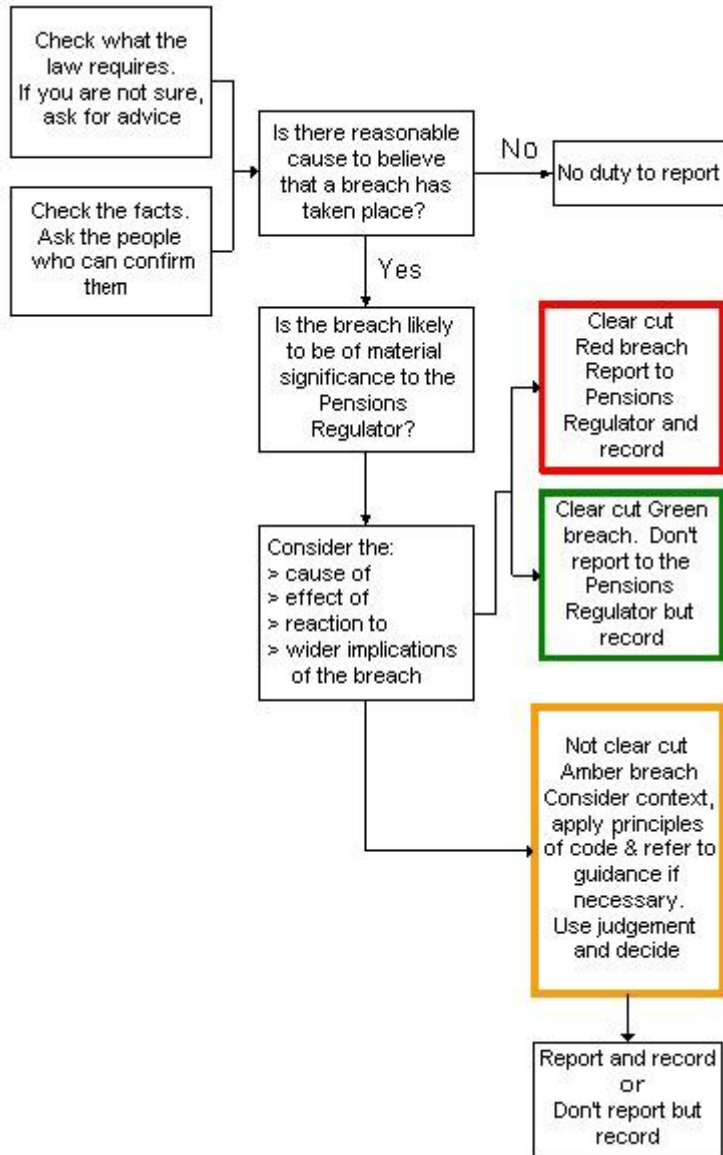 Check what the
law requires.
If you are not sure,
ask for advice
Check the facts.
Ask the people
who can confirm
them
Is there reasonable
cause to believe
that a breach has
taken place?
No
No duty to report
Yes
Is the breach likely
to be of material
significance to the
Pensions
Regulator?
Clear cut
Red breach
Report to
Pensions
Regulator and
record
Clear cut Green
breach. Don't
report to the
Pensions
Regulator but
record
Consider the:
> cause of
> effect of
> reaction to
> wider implications
of the breach
Not clear cut
Amber breach
Consider context,
apply principles
of code & refer to
guidance if
necessary.
Use judgement
and decide
Report and record
or
Don't report but
record